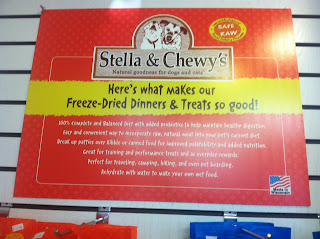 SAFE
RAW
Stella & Chewy's
Natural goodness for dogs and cats
Here's what makes our
Freeze-Dried Dinners & Treats so good!
100% Complete and Balanced Diet with added probiotics to help maintain healthy digestion.
Easy and convenient way to incorporate raw, natural meat into your pet's current diet.
Break up patties over kibble or canned food for improved palatability and added nutrition.
Great for training and performance treats and as everyday rewards.
Perfect for traveling, camping, hiking, and even pet boarding.
Rehydrate with water to make your own wet food.
Made in
Wisconsin